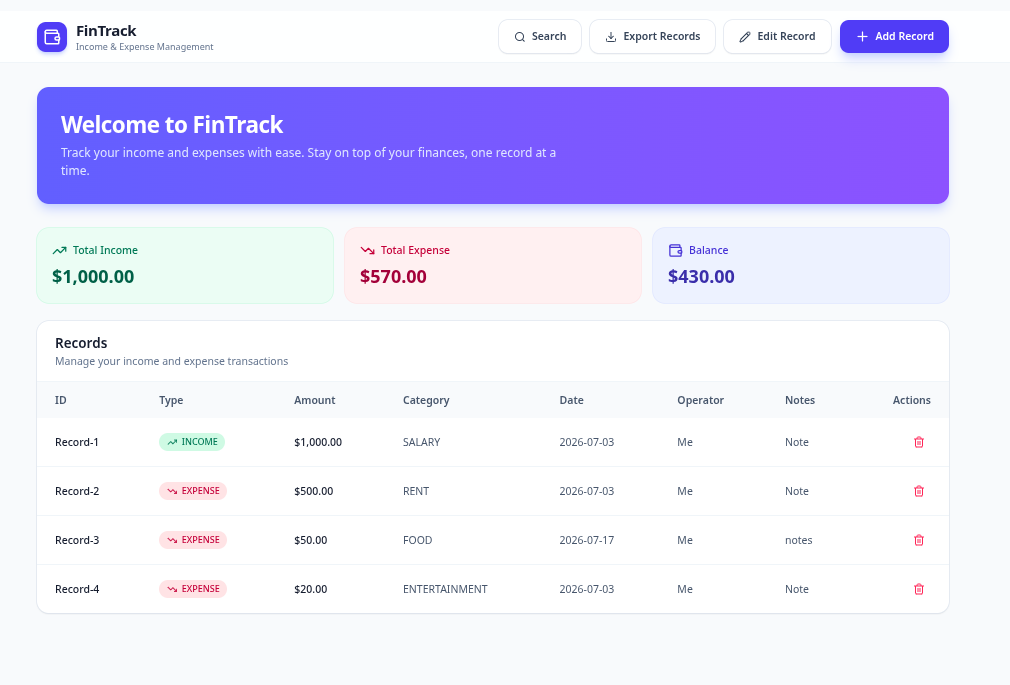 FinTrack
Income & Expense Management
Search
Export Records
Edit Record
Add Record
Welcome to FinTrack
Track your income and expenses with ease. Stay on top of your finances, one record at a
time.
Total Income
$1,000.00
Total Expense
$570.00
Balance
$430.00
Records
Manage your income and expense transactions
ID Type Amount Category Date Operator Notes Actions
Record-1 INCOME $1,000.00 SALARY 2026-07-03 Me Note
Record-2 EXPENSE $500.00 RENT 2026-07-03 Me Note
Record-3 EXPENSE $50.00 FOOD 2026-07-17 Me notes
Record-4 EXPENSE $20.00 ENTERTAINMENT 2026-07-03 Me Note